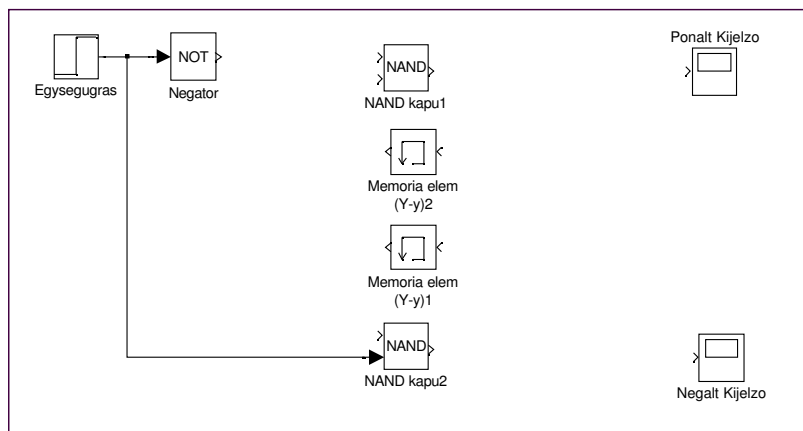 Ponalt Kijelzo
NOT
NAND
Egysegugras
Negator
NAND kapu1
Memoria elem
(Y-y)2
Memoria elem
(Y-y)1
NAND
NAND kapu2
Negalt Kijelzo